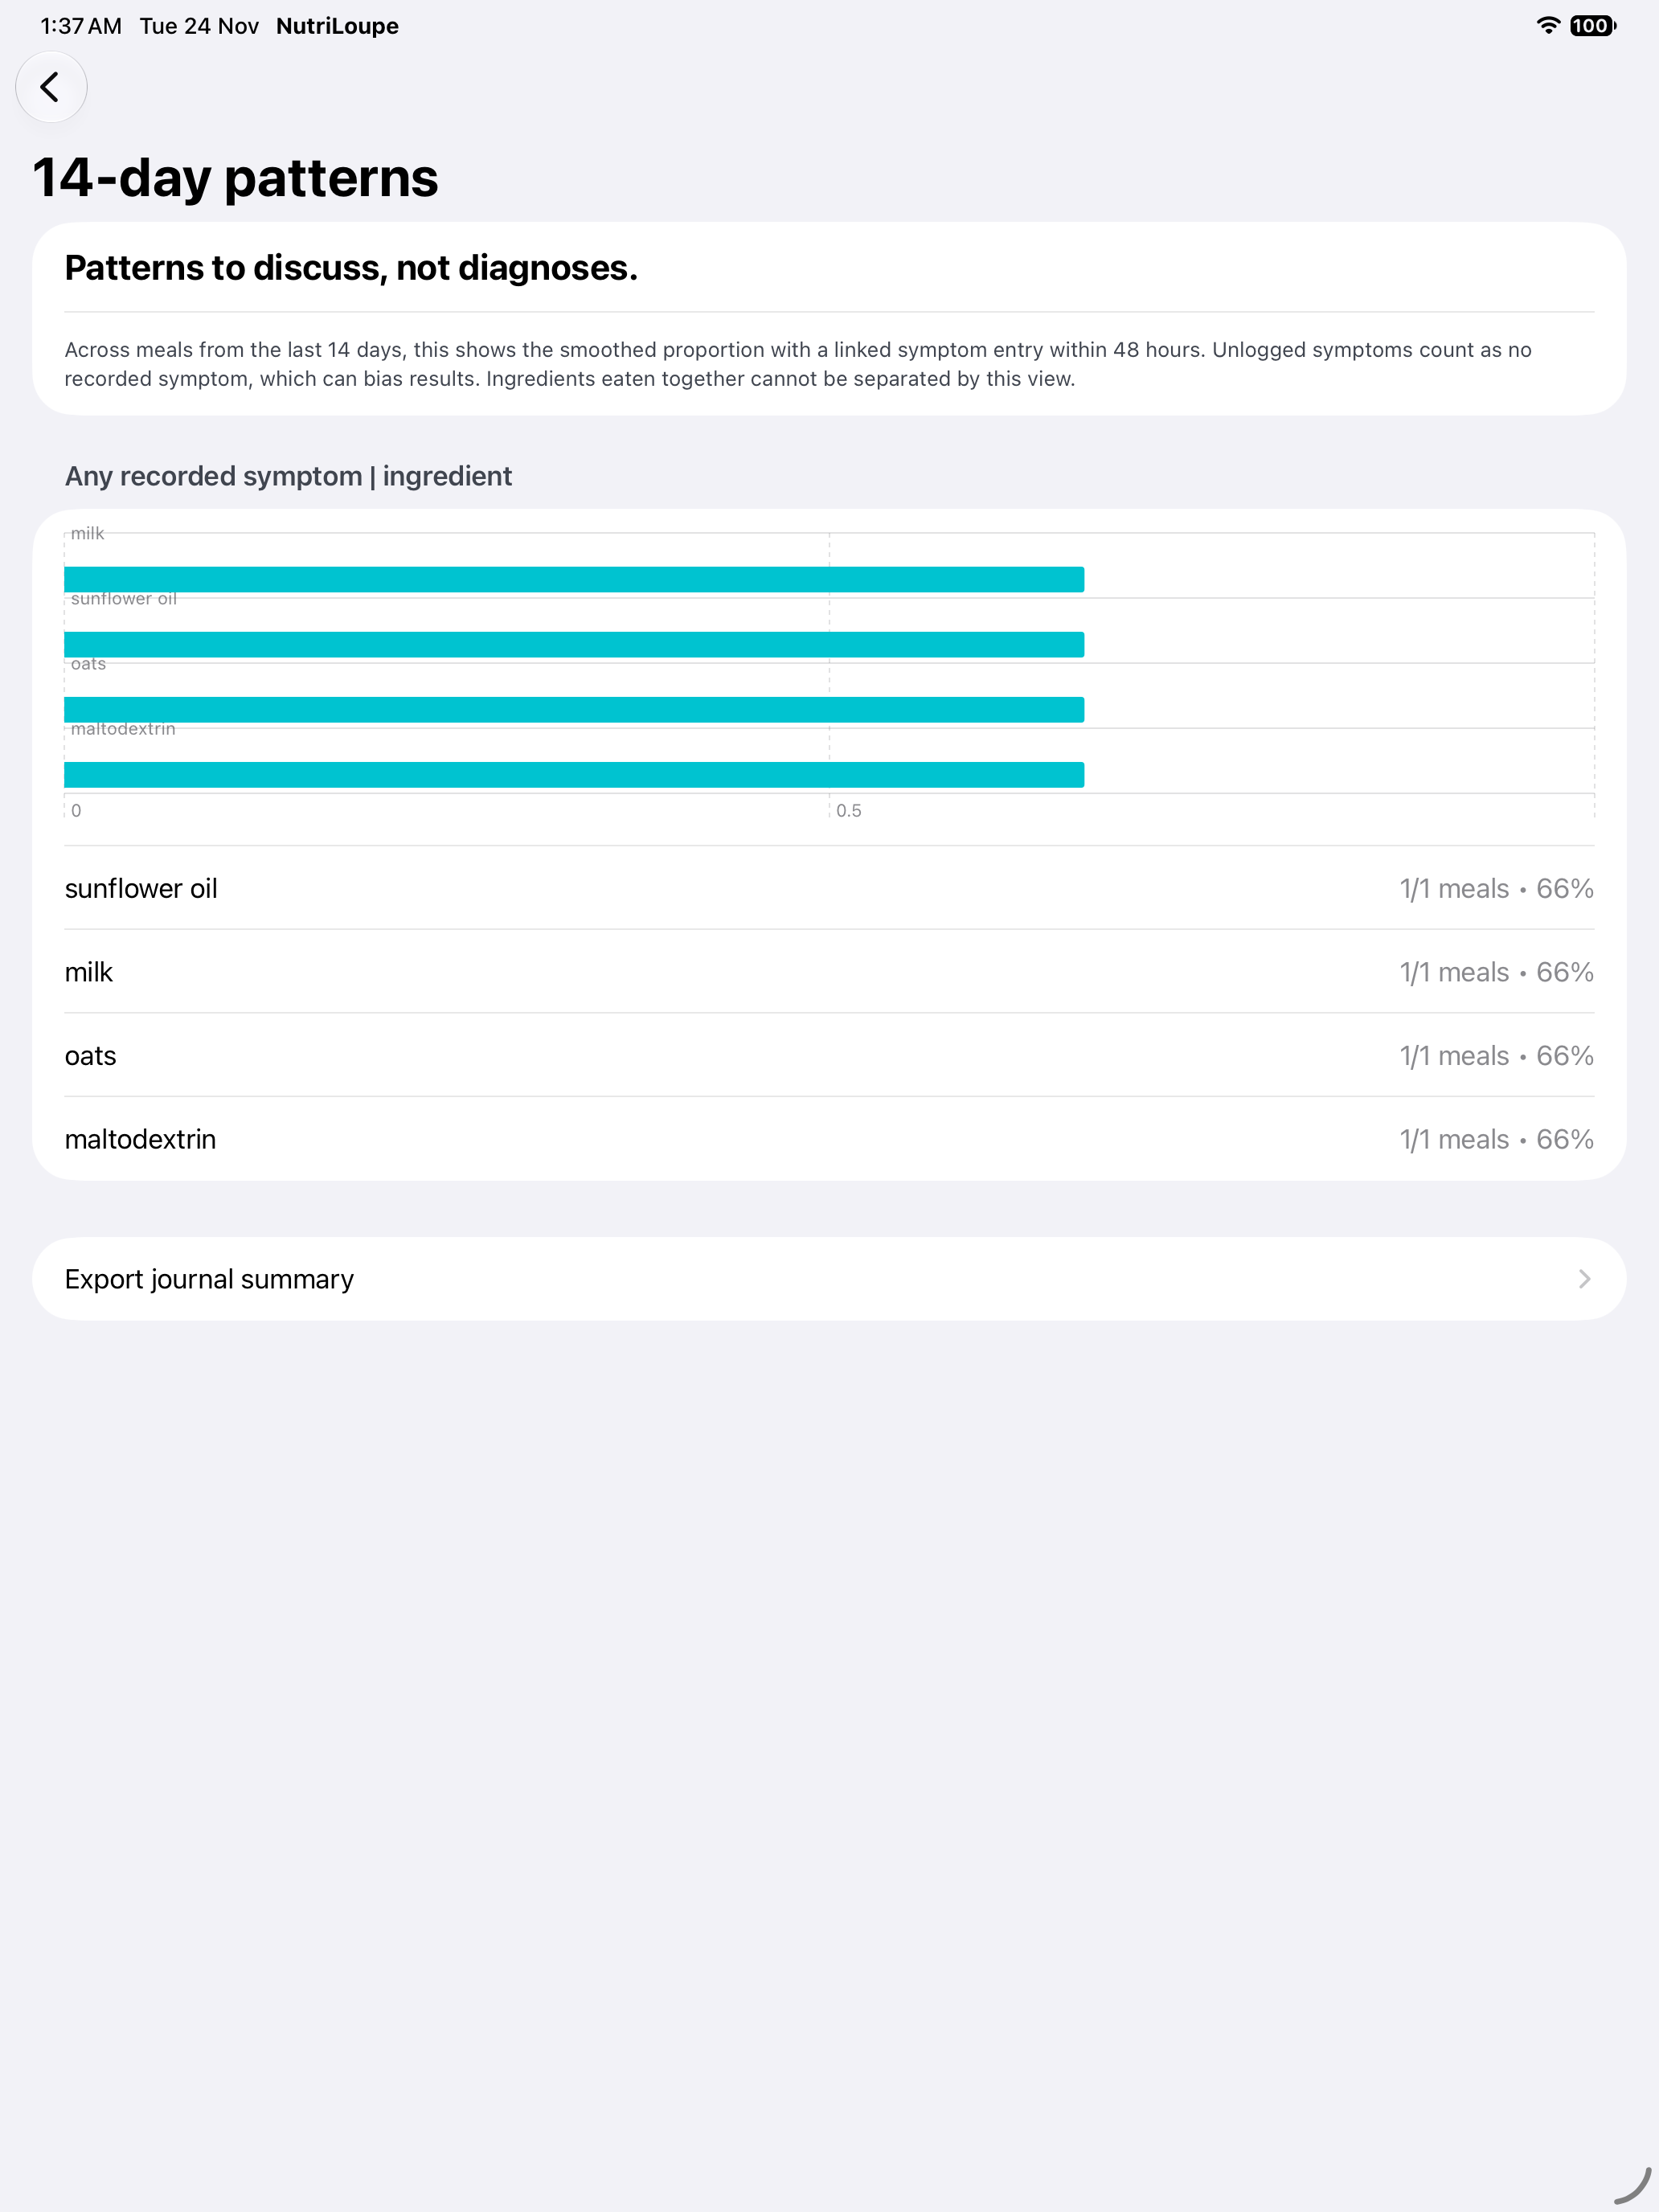 1:37 AM Tue 24 Nov NutriLoupe 100
14-day patterns
Patterns to discuss, not diagnoses.
Across meals from the last 14 days, this shows the smoothed proportion with a linked symptom entry within 48 hours. Unlogged symptoms count as no
recorded symptom, which can bias results. Ingredients eaten together cannot be separated by this view.
Any recorded symptom | ingredient
milk
sunflower oil
oats
maltodextrin
0 0.5
sunflower oil 1/1 meals • 66%
milk 1/1 meals • 66%
oats 1/1 meals • 66%
maltodextrin 1/1 meals • 66%
Export journal summary